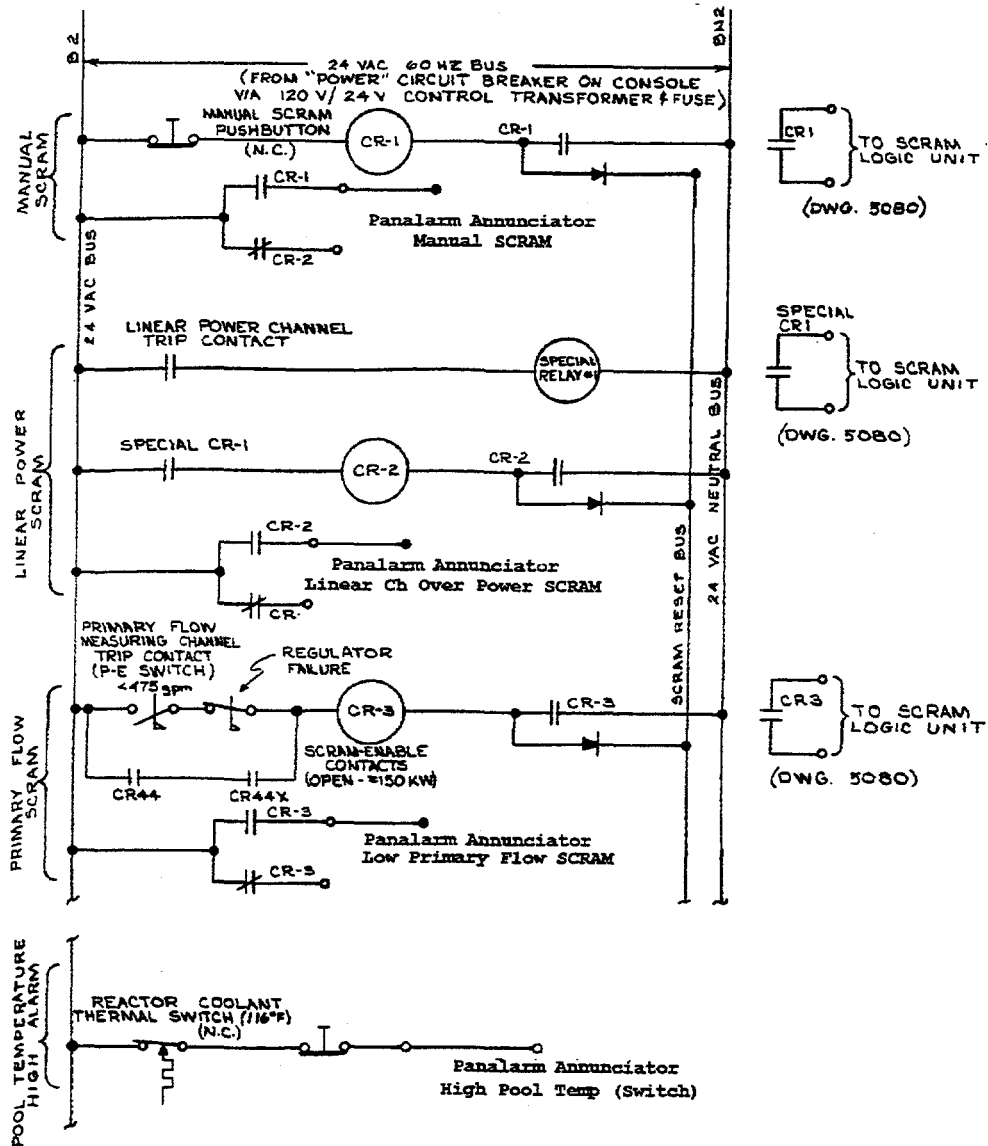 B2
BN2
24 VAC 60 HZ BUS
(FROM "POWER" CIRCUIT BREAKER ON CONSOLE
VIA 120 V/24V CONTROL TRANSFORMER & FUSE)
MANUAL SCRAM
PUSHBUTTON
(N.C.)
CR-1
CR-1
MANUAL
SCRAM
CR-1
Panalarm Annunciator
Manual SCRAM
CR-2
24 VAC BUS
CR1
TO SCRAM
LOGIC UNIT
(DWG. 5080)
LINEAR POWER CHANNEL
TRIP CONTACT
SPECIAL
RELAY #1
SPECIAL
CR1
TO SCRAM
LOGIC UNIT
(DWG. 5080)
LINEAR POWER
SCRAM
SPECIAL CR-1
CR-2
CR-2
CR-2
Panalarm Annunciator
Linear Ch Over Power SCRAM
CR-
SCRAM RESET BUS
24 VAC NEUTRAL BUS
PRIMARY FLOW
MEASURING CHANNEL
TRIP CONTACT
(P-E SWITCH)
<475 gpm
REGULATOR
FAILURE
CR-3
CR-3
CR3
TO SCRAM
LOGIC UNIT
(DWG. 5080)
PRIMARY FLOW
SCRAM
SCRAM-ENABLE
CONTACTS
(OPEN - ≈150 KW)
CR44
CR44X
CR-3
Panalarm Annunciator
Low Primary Flow SCRAM
CR-3
POOL TEMPERATURE
HIGH ALARM
REACTOR COOLANT
THERMAL SWITCH (116°F)
(N.C.)
Panalarm Annunciator
High Pool Temp (Switch)